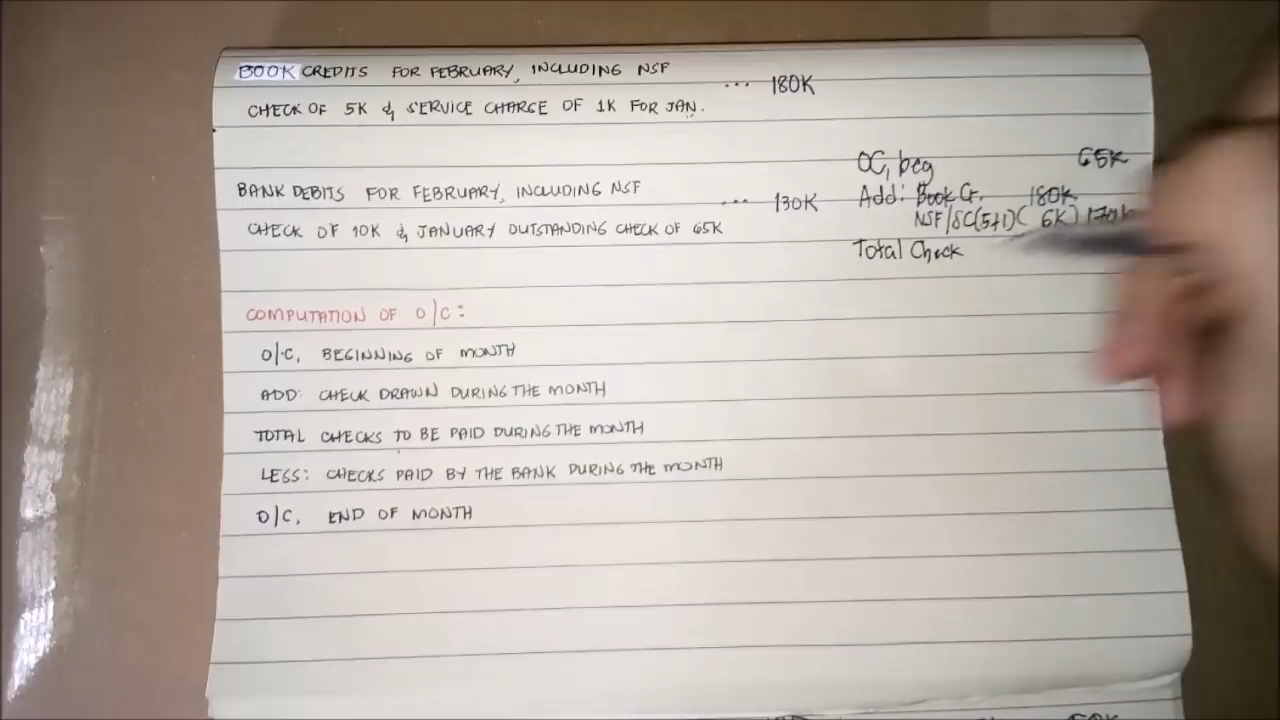 BOOK CREDITS FOR FEBRUARY, INCLUDING NSF
CHECK OF 5K & SERVICE CHARGE OF 1K FOR JAN.
... 180K
BANK DEBITS FOR FEBRUARY, INCLUDING NSF
CHECK OF 10K & JANUARY OUTSTANDING CHECK OF 65K
... 130K
OC, beg 65K
Add: Book Cr. 180K
NSF/SC(5+1)( 6K)
Total Check
COMPUTATION OF O/C:
O/C, BEGINNING OF MONTH
ADD: CHECK DRAWN DURING THE MONTH
TOTAL CHECKS TO BE PAID DURING THE MONTH
LESS: CHECKS PAID BY THE BANK DURING THE MONTH
O/C, END OF MONTH